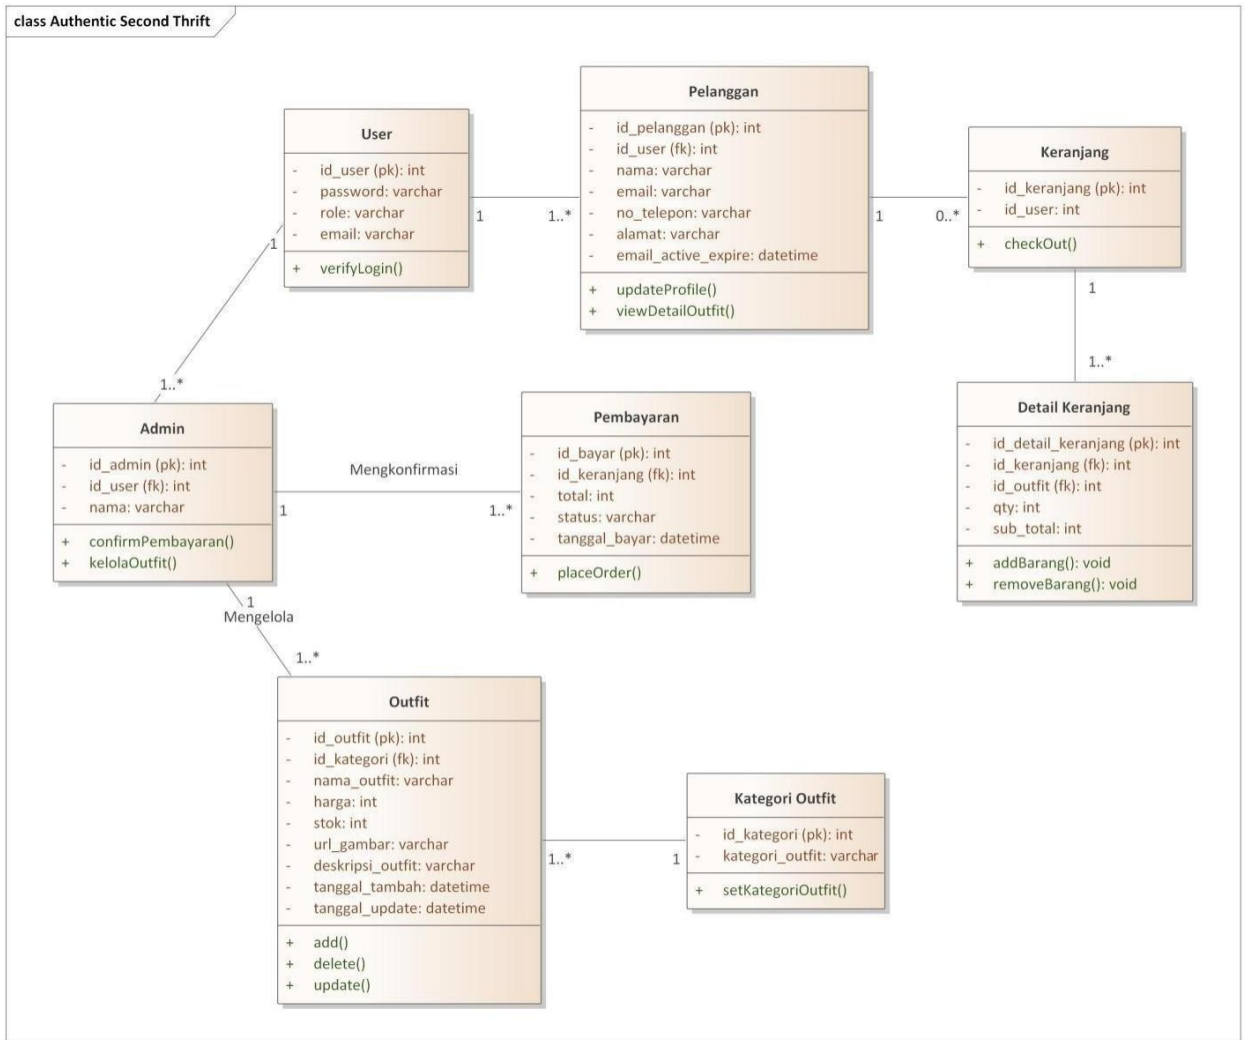 class Authentic Second Thrift
User
- id_user (pk): int
- password: varchar
- role: varchar
- email: varchar
+ verifyLogin()
1
1..*
Pelanggan
- id_pelanggan (pk): int
- id_user (fk): int
- nama: varchar
- email: varchar
- no_telepon: varchar
- alamat: varchar
- email_active_expire: datetime
+ updateProfile()
+ viewDetailOutfit()
1
0..*
Keranjang
- id_keranjang (pk): int
- id_user: int
+ checkOut()
1
1..*
1
1..*
Admin
- id_admin (pk): int
- id_user (fk): int
- nama: varchar
+ confirmPembayaran()
+ kelolaOutfit()
Mengkonfirmasi
1
1..*
Pembayaran
- id_bayar (pk): int
- id_keranjang (fk): int
- total: int
- status: varchar
- tanggal_bayar: datetime
+ placeOrder()
Detail Keranjang
- id_detail_keranjang (pk): int
- id_keranjang (fk): int
- id_outfit (fk): int
- qty: int
- sub_total: int
+ addBarang(): void
+ removeBarang(): void
1
Mengelola
1..*
Outfit
- id_outfit (pk): int
- id_kategori (fk): int
- nama_outfit: varchar
- harga: int
- stok: int
- url_gambar: varchar
- deskripsi_outfit: varchar
- tanggal_tambah: datetime
- tanggal_update: datetime
+ add()
+ delete()
+ update()
1..*
1
Kategori Outfit
- id_kategori (pk): int
- kategori_outfit: varchar
+ setKategoriOutfit()